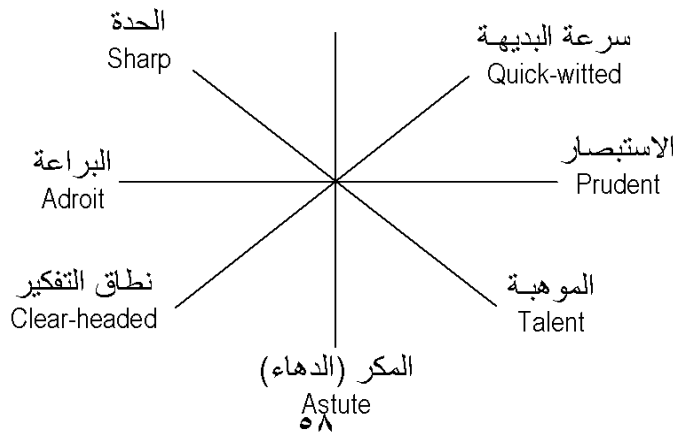 الحدة
Sharp
سرعة البديهة
Quick-witted
البراعة
Adroit
الاستبصار
Prudent
نطاق التفكير
Clear-headed
الموهبة
Talent
المكر (الدهاء)
Astute
٥٨